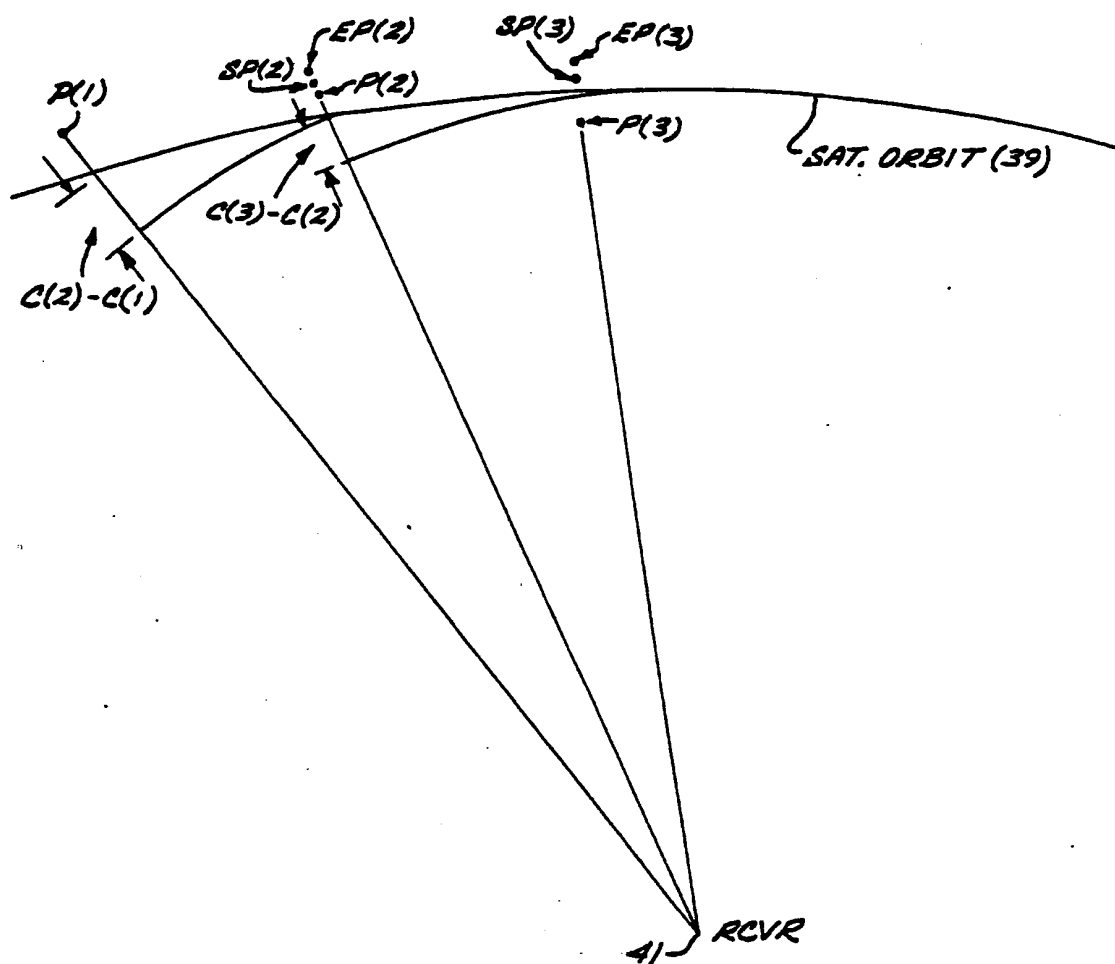 EP(2)
SP(3)
EP(3)
SP(2)
P(2)
P(1)
P(3)
SAT. ORBIT (39)
C(3)-C(2)
C(2)-C(1)
RCVR
41